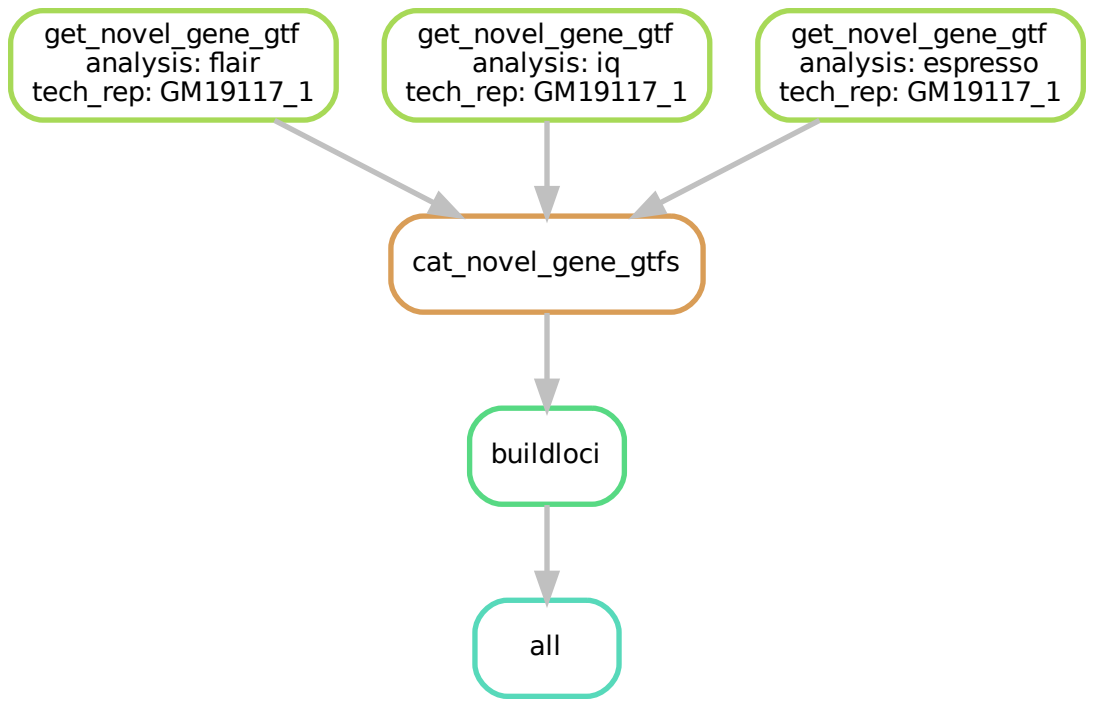 get_novel_gene_gtf
analysis: flair
tech_rep: GM19117_1
get_novel_gene_gtf
analysis: iq
tech_rep: GM19117_1
get_novel_gene_gtf
analysis: espresso
tech_rep: GM19117_1
cat_novel_gene_gtfs
buildloci
all